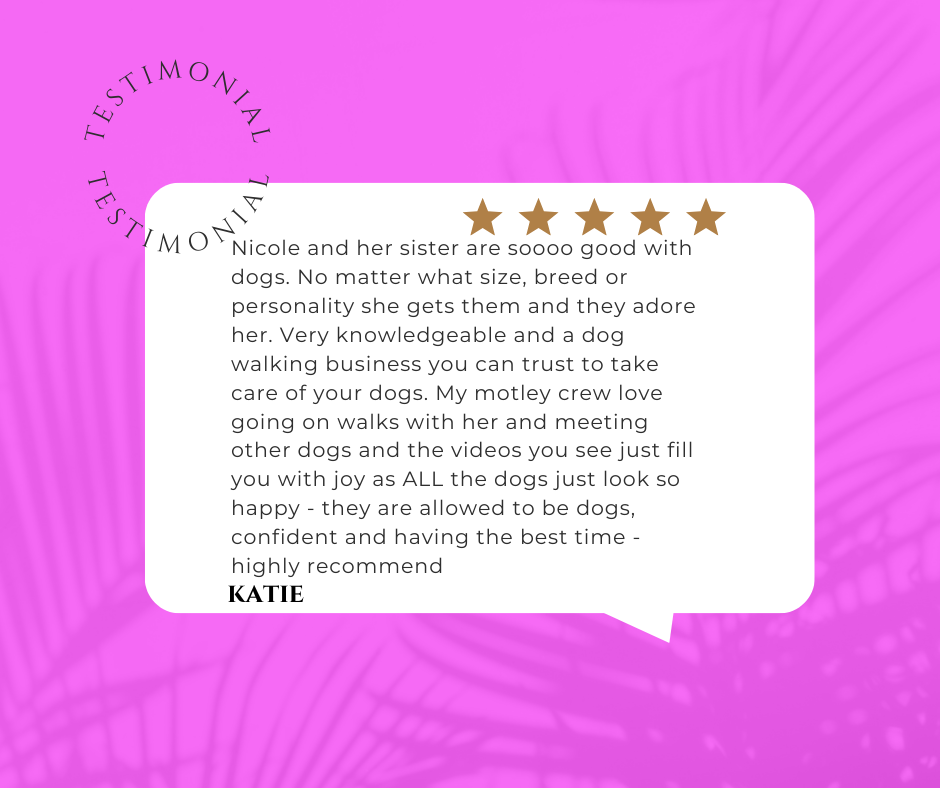 TESTIMONIAL
TESTIMONIAL
Nicole and her sister are soooo good with
dogs. No matter what size, breed or
personality she gets them and they adore
her. Very knowledgeable and a dog
walking business you can trust to take
care of your dogs. My motley crew love
going on walks with her and meeting
other dogs and the videos you see just fill
you with joy as ALL the dogs just look so
happy - they are allowed to be dogs,
confident and having the best time -
highly recommend
KATIE